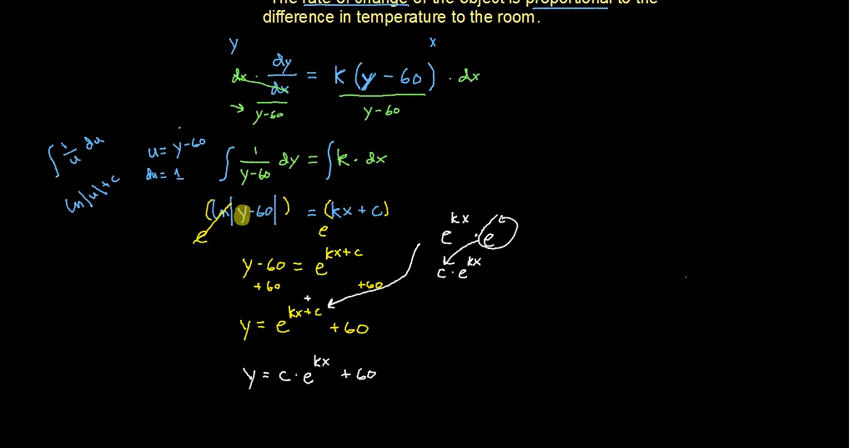 The rate of change of the object is proportional to the
difference in temperature to the room.
y x
dx · dy/dx = k(y - 60) · dx
→ y-60 y-60
∫ 1/u du u = y-60 ∫ 1/(y-60) dy = ∫ k · dx
ln|u|+c du = 1
(ln|y-60|) = (kx + c)
e e
e^kx · e^c
y-60 = e^(kx+c) c · e^kx
+60 +60
+
y = e^(kx+c) + 60
y = c · e^kx + 60